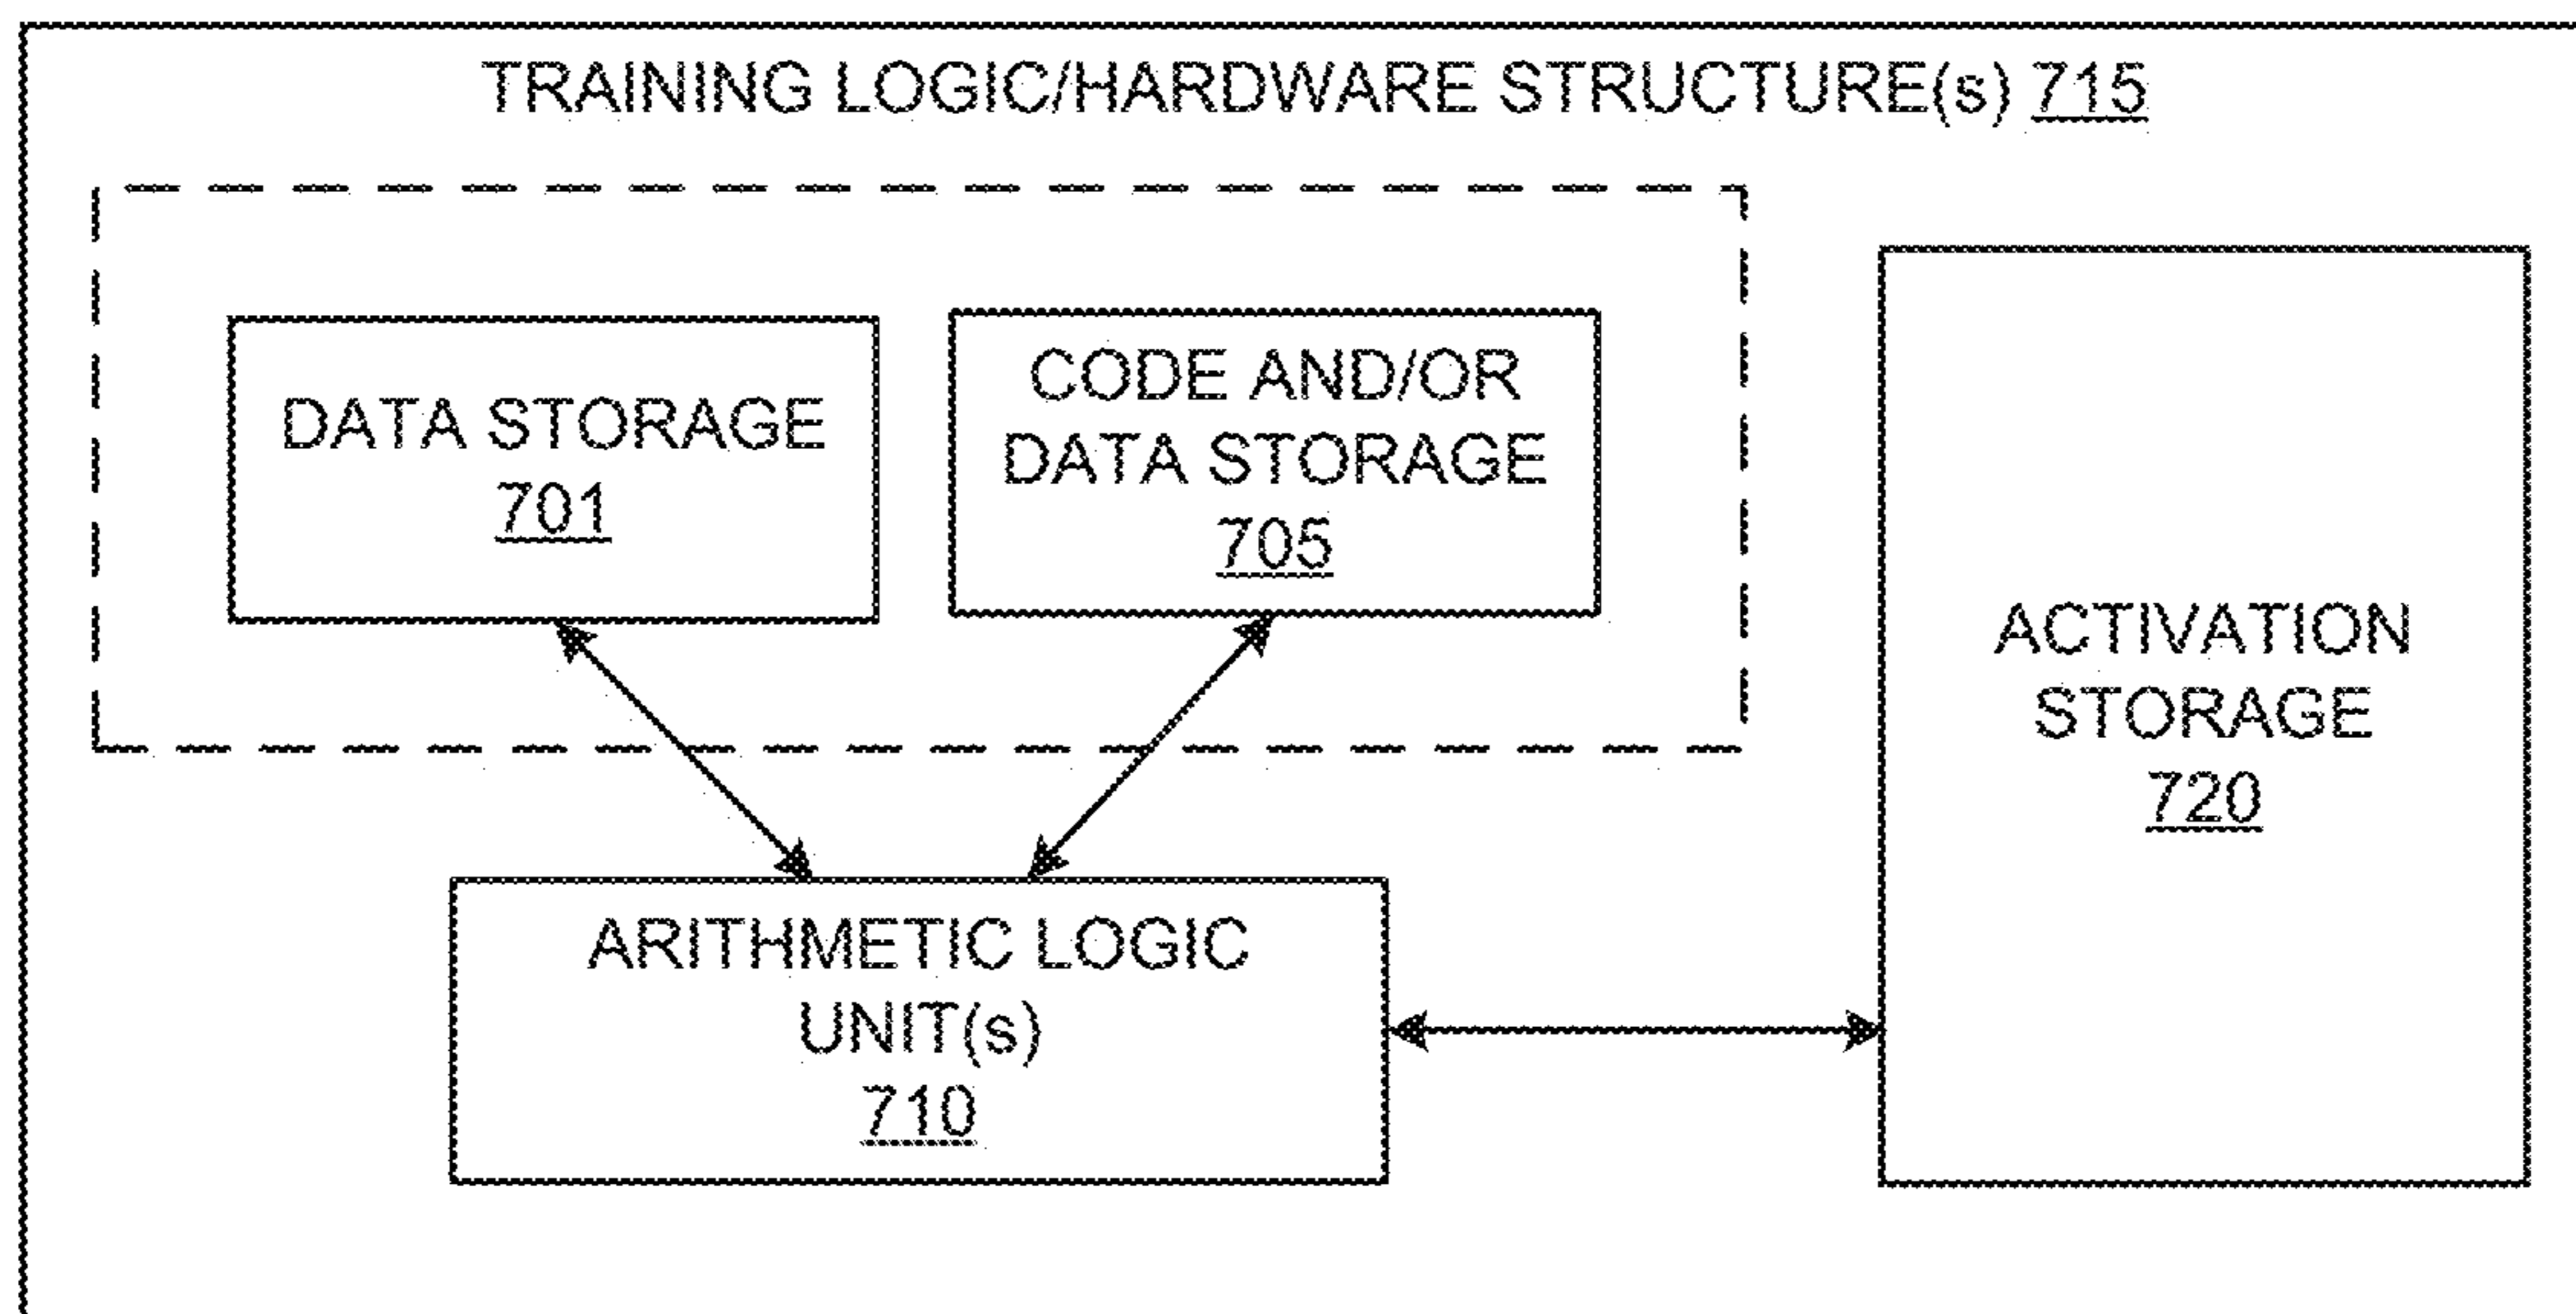 TRAINING LOGIC/HARDWARE STRUCTURE(s) 715
DATA STORAGE
701
CODE AND/OR
DATA STORAGE
705
ACTIVATION
STORAGE
720
ARITHMETIC LOGIC
UNIT(s)
710